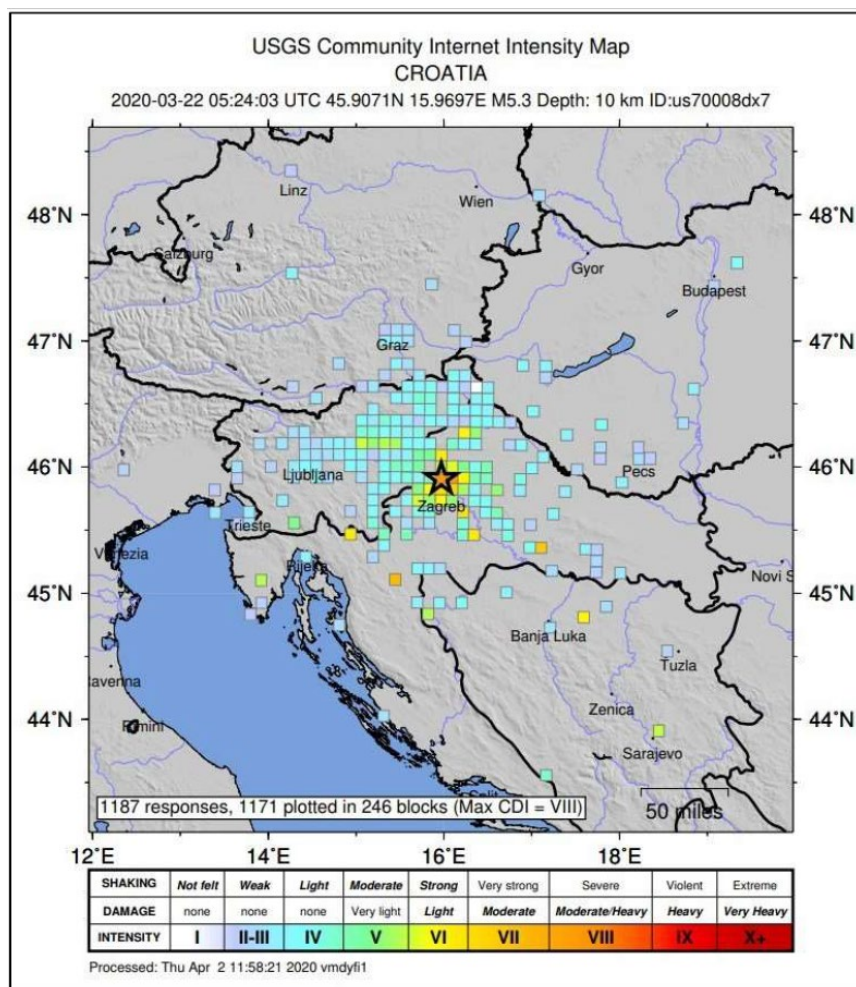 USGS Community Internet Intensity Map
CROATIA
2020-03-22 05:24:03 UTC 45.9071N 15.9697E M5.3 Depth: 10 km ID:us70008dx7
Linz
Wien
48°N
48°N
Salzburg
Gyor
Budapest
47°N
47°N
Graz
46°N
46°N
Ljubljana
Pecs
Zagreb
Trieste
Venezia
Rijeka
Novi S
45°N
45°N
Banja Luka
Tuzla
avenna
Zenica
44°N
44°N
Rimini
Sarajevo
Split
1187 responses, 1171 plotted in 246 blocks (Max CDI = VIII)
50 miles
12°E 14°E 16°E 18°E
SHAKING Not felt Weak Light Moderate Strong Very strong Severe Violent Extreme
DAMAGE none none none Very light Light Moderate Moderate/Heavy Heavy Very Heavy
INTENSITY I II-III IV V VI VII VIII IX X+
Processed: Thu Apr 2 11:58:21 2020 vmdyfi1